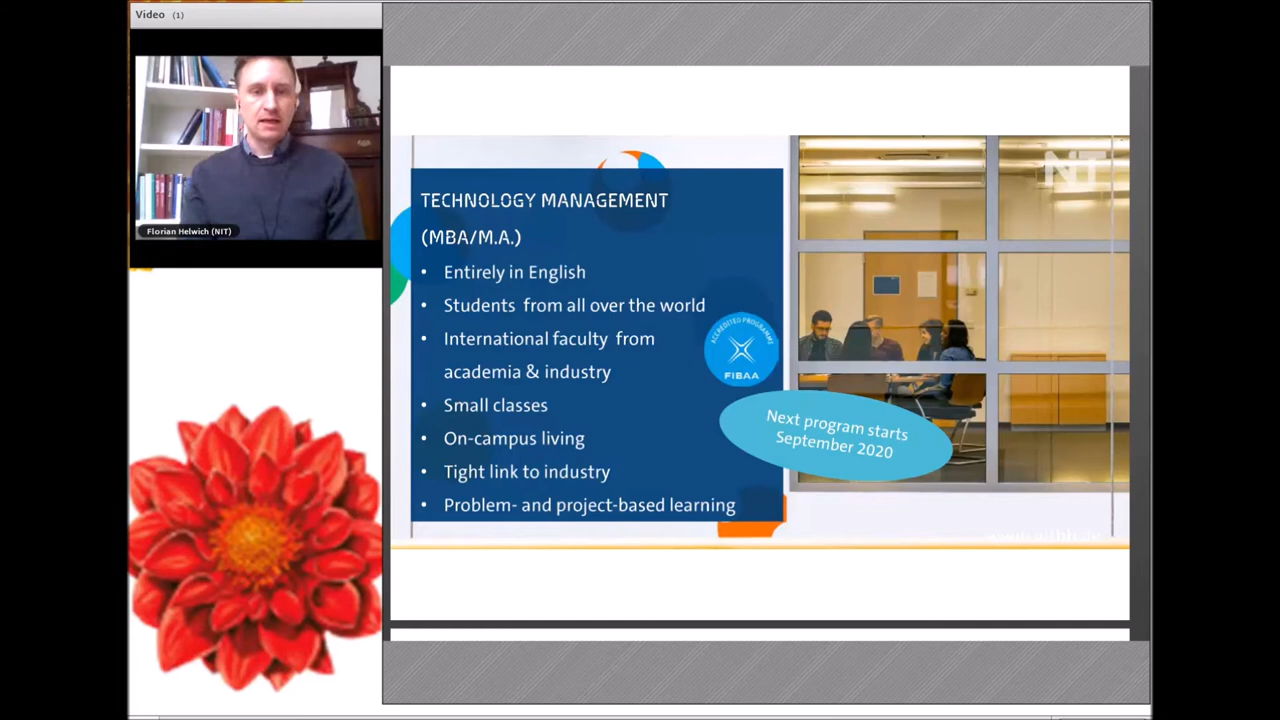 Video (1)
Florian Helwich (NIT)
NIT
TECHNOLOGY MANAGEMENT
(MBA/M.A.)
• Entirely in English
• Students from all over the world
• International faculty from
academia & industry
• Small classes
• On-campus living
• Tight link to industry
• Problem- and project-based learning
ACCREDITED PROGRAMME
FIBAA
Next program starts
September 2020